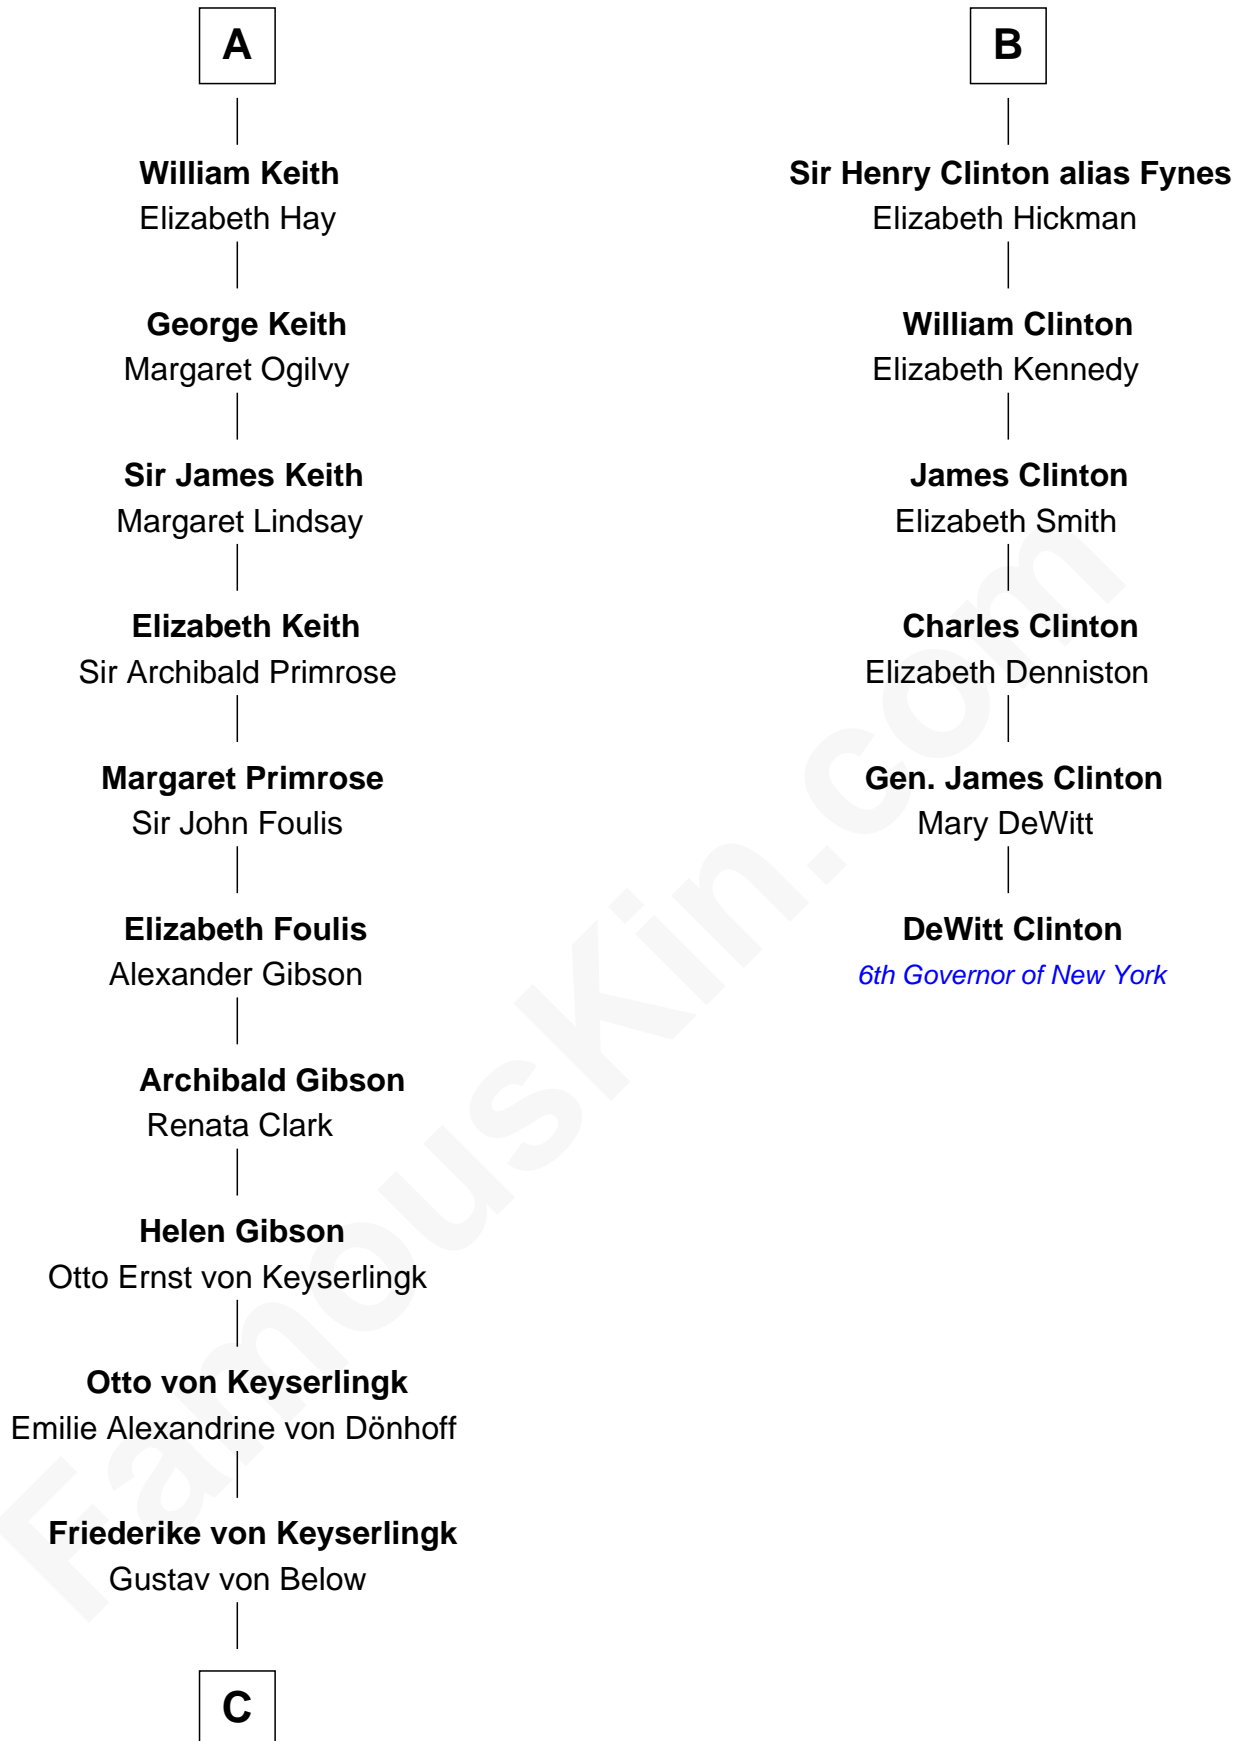 A
William Keith
Elizabeth Hay
George Keith
Margaret Ogilvy
Sir James Keith
Margaret Lindsay
Elizabeth Keith
Sir Archibald Primrose
Margaret Primrose
Sir John Foulis
Elizabeth Foulis
Alexander Gibson
Archibald Gibson
Renata Clark
Helen Gibson
Otto Ernst von Keyserlingk
Otto von Keyserlingk
Emilie Alexandrine von Dönhoff
Friederike von Keyserlingk
Gustav von Below
C
B
Sir Henry Clinton alias Fynes
Elizabeth Hickman
William Clinton
Elizabeth Kennedy
James Clinton
Elizabeth Smith
Charles Clinton
Elizabeth Denniston
Gen. James Clinton
Mary DeWitt
DeWitt Clinton
6th Governor of New York
FamousKin.com